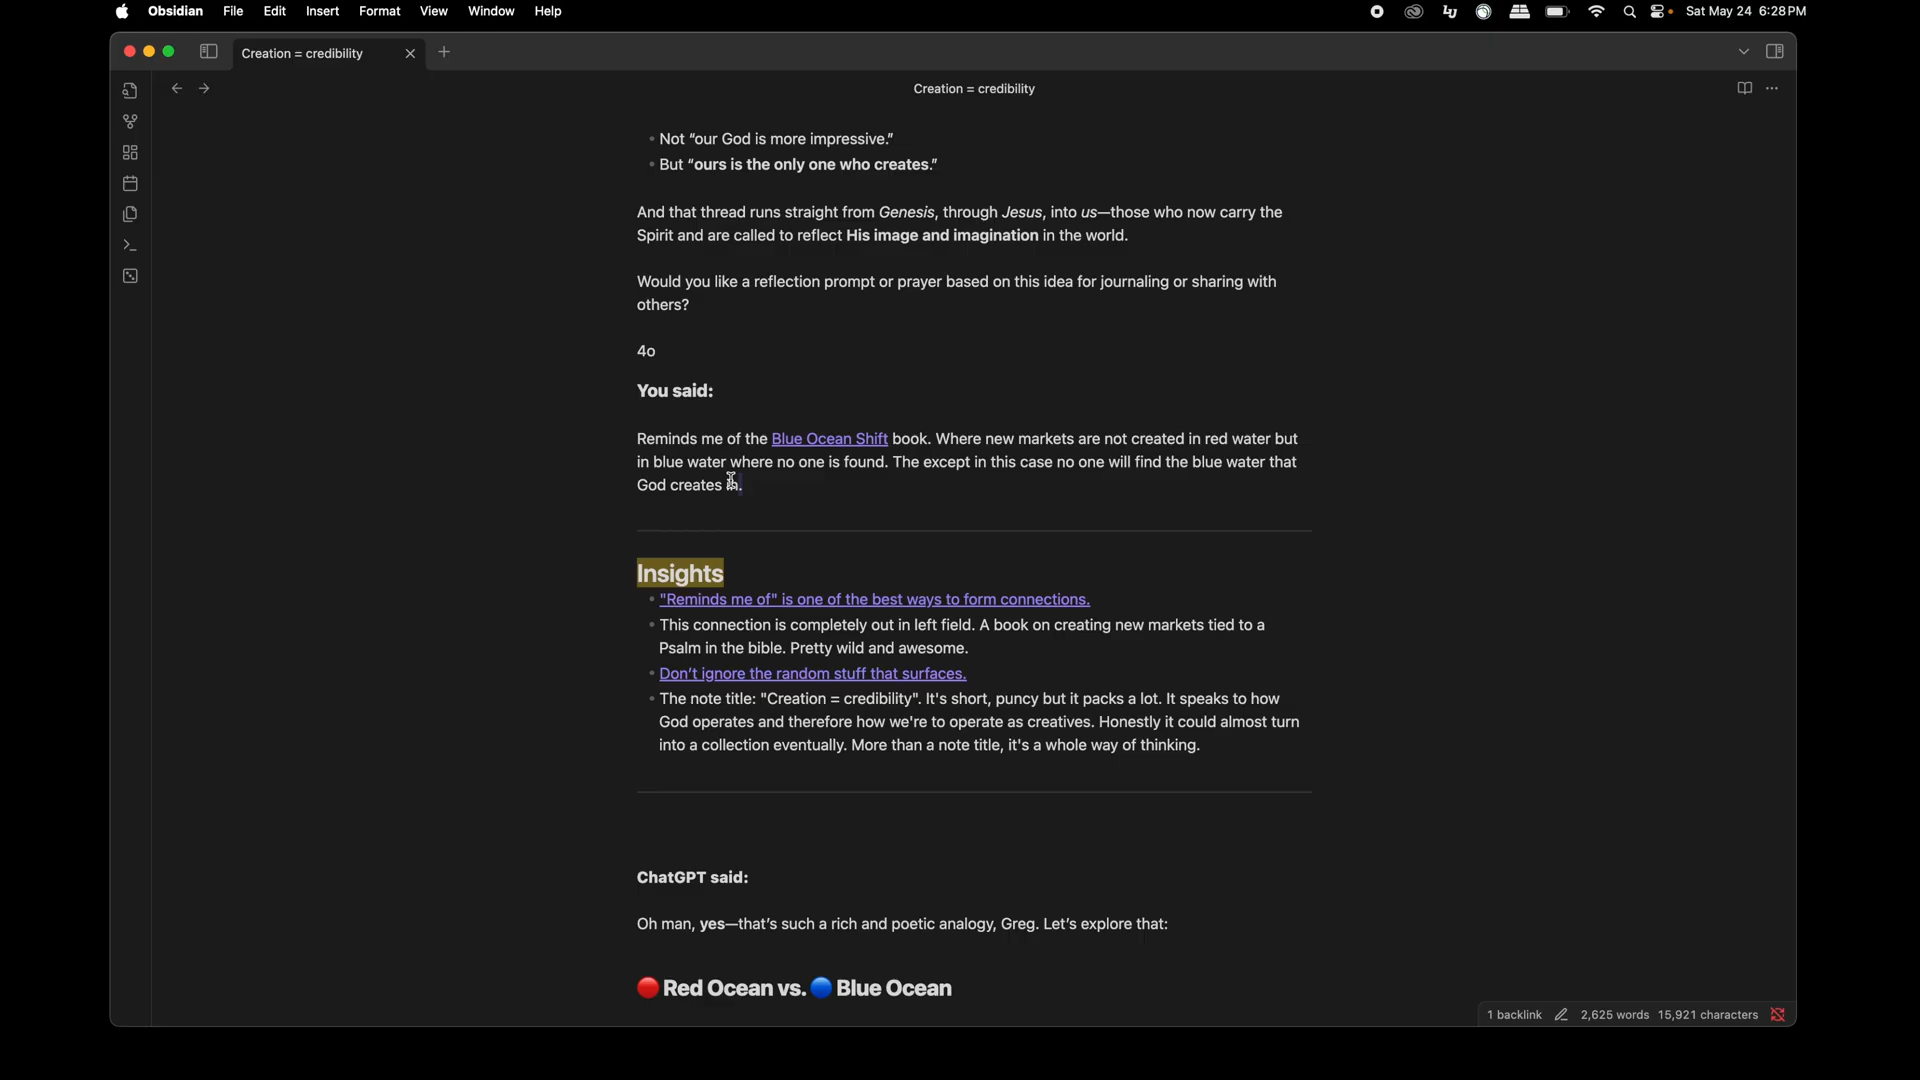 Obsidian File Edit Insert Format View Window Help
Sat May 24 6:28 PM
Creation = credibility
Creation = credibility
Not “our God is more impressive.”
But “ours is the only one who creates.”
And that thread runs straight from Genesis, through Jesus, into us—those who now carry the
Spirit and are called to reflect His image and imagination in the world.
Would you like a reflection prompt or prayer based on this idea for journaling or sharing with
others?
4o
You said:
Reminds me of the Blue Ocean Shift book. Where new markets are not created in red water but
in blue water where no one is found. The except in this case no one will find the blue water that
God creates in.
Insights
"Reminds me of" is one of the best ways to form connections.
This connection is completely out in left field. A book on creating new markets tied to a
Psalm in the bible. Pretty wild and awesome.
Don’t ignore the random stuff that surfaces.
The note title: "Creation = credibility". It's short, puncy but it packs a lot. It speaks to how
God operates and therefore how we're to operate as creatives. Honestly it could almost turn
into a collection eventually. More than a note title, it's a whole way of thinking.
ChatGPT said:
Oh man, yes—that’s such a rich and poetic analogy, Greg. Let’s explore that:
🔴 Red Ocean vs. 🔵 Blue Ocean
1 backlink 2,625 words 15,921 characters